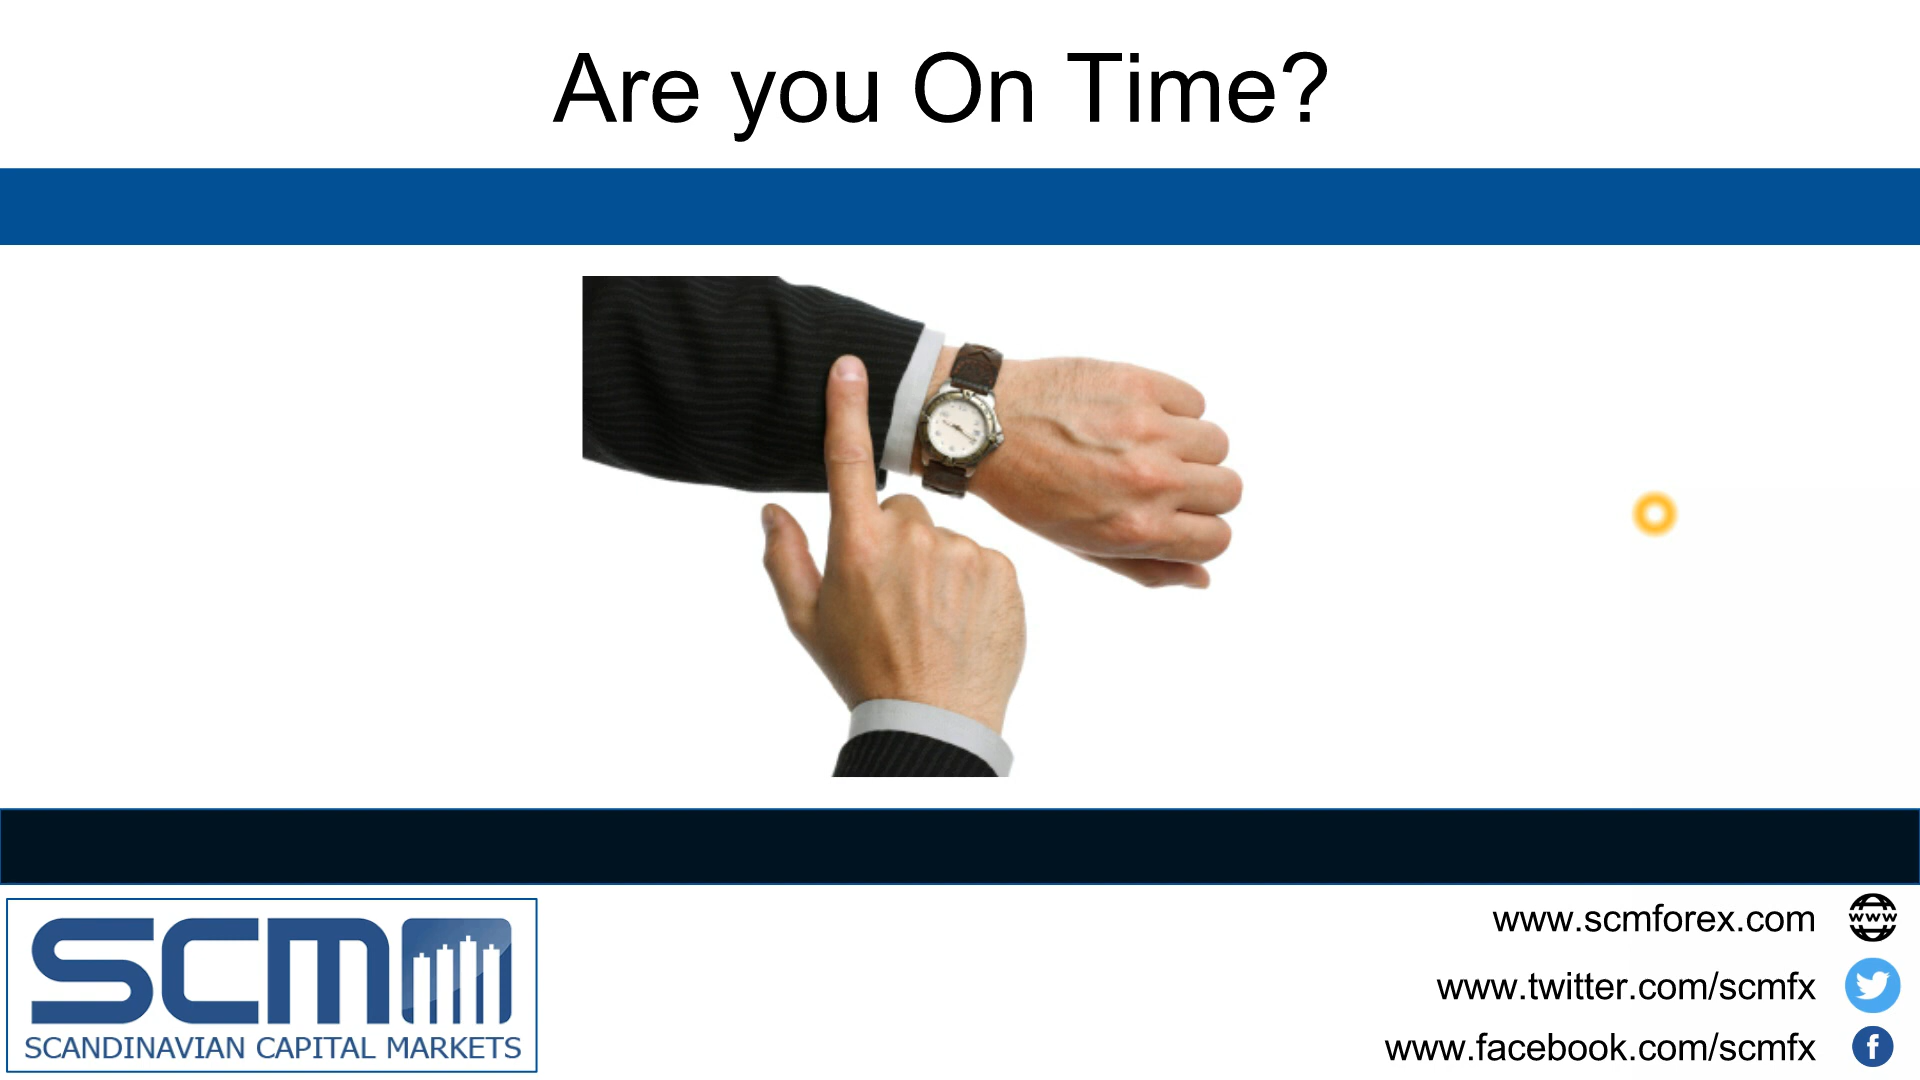 Are you On Time?
www.scmforex.com
www
www.twitter.com/scmfx
www.facebook.com/scmfx
f
SCM
SCANDINAVIAN CAPITAL MARKETS